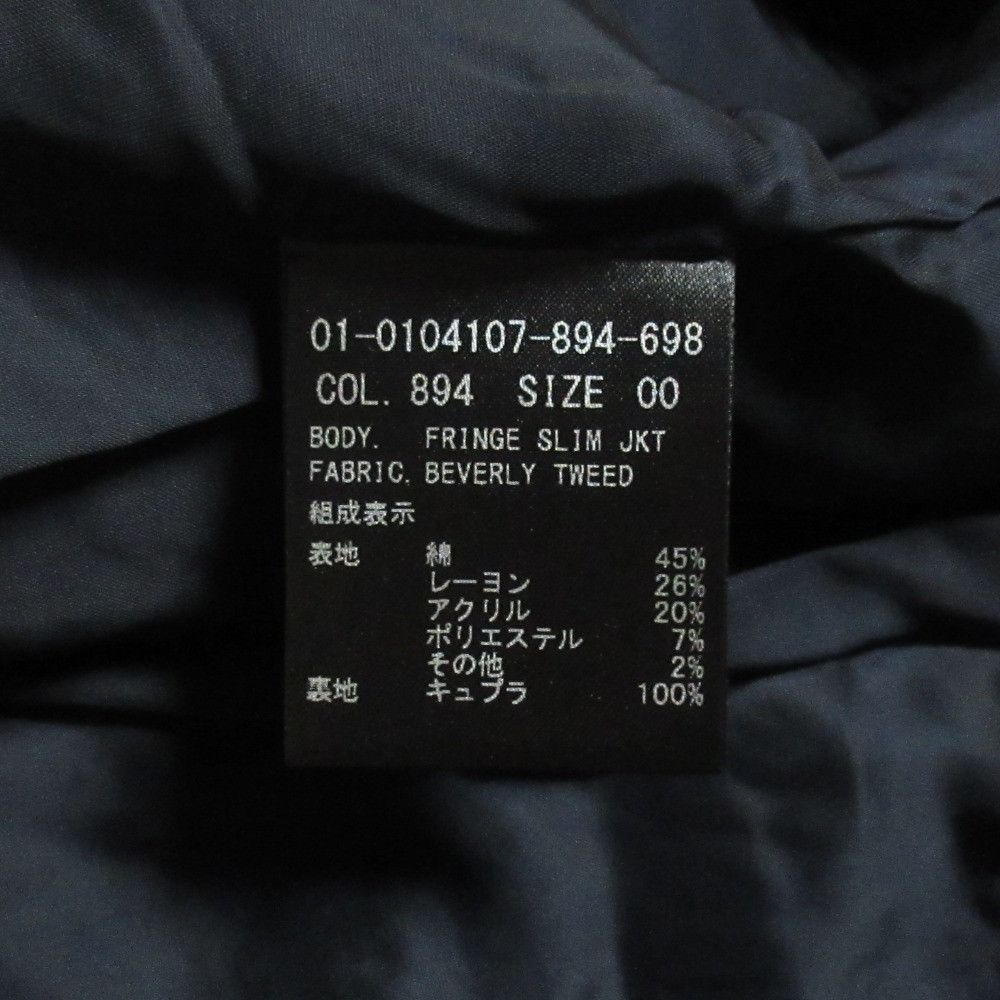 01-0104107-894-698
COL. 894 SIZE 00
BODY. FRINGE SLIM JKT
FABRIC. BEVERLY TWEED
組成表示
表地 綿 45%
レーヨン 26%
アクリル 20%
ポリエステル 7%
その他 2%
裏地 キュプラ 100%